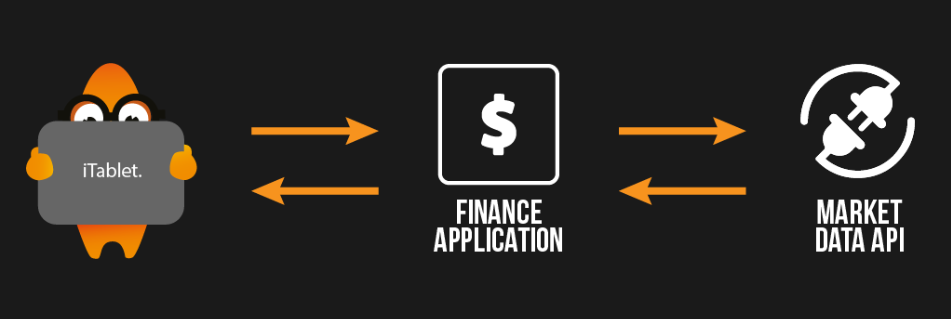 iTablet.
$
FINANCE
APPLICATION
MARKET
DATA API